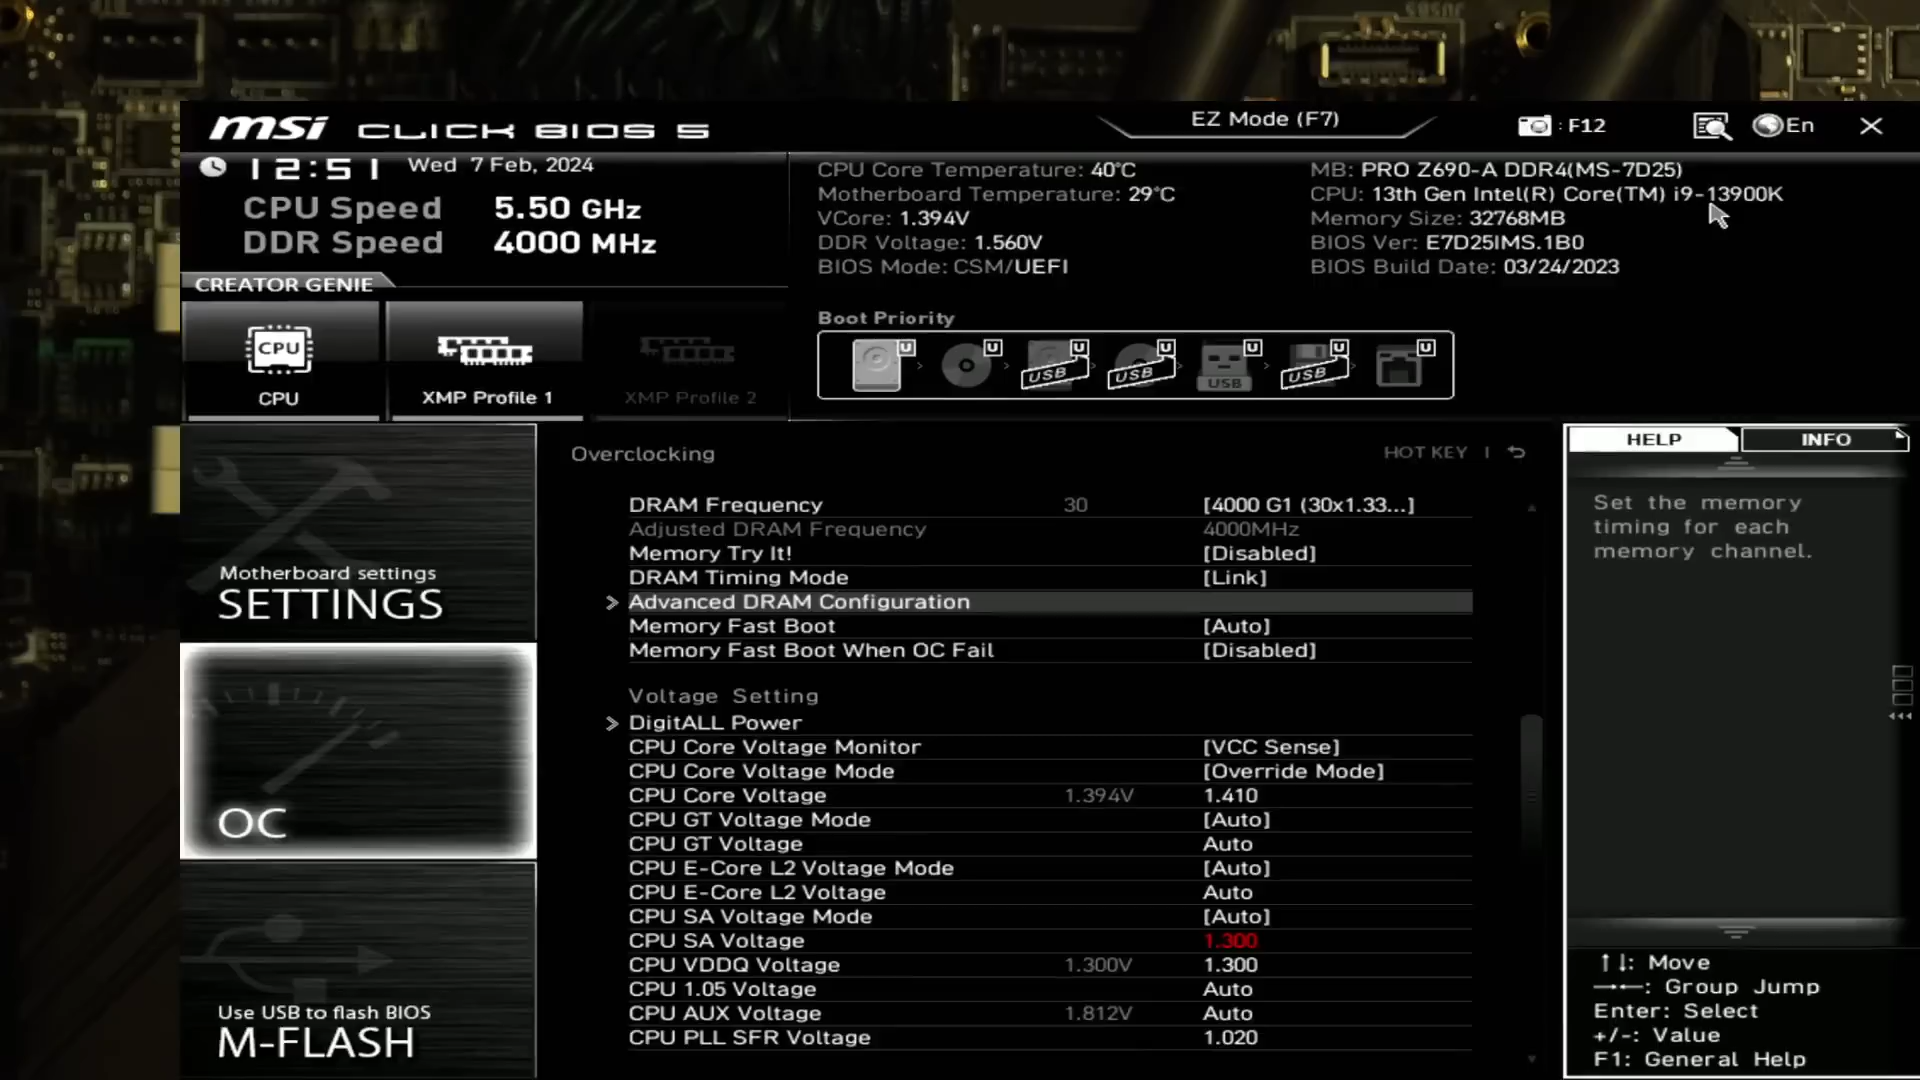 msi CLICK BIOS 5
EZ Mode (F7)
: F12
En
12:51 Wed 7 Feb, 2024
CPU Speed 5.50 GHz
DDR Speed 4000 MHz
CREATOR GENIE
CPU
CPU
XMP Profile 1
XMP Profile 2
CPU Core Temperature: 40°C
Motherboard Temperature: 29°C
VCore: 1.394V
DDR Voltage: 1.560V
BIOS Mode: CSM/UEFI
MB: PRO Z690-A DDR4(MS-7D25)
CPU: 13th Gen Intel(R) Core(TM) i9-13900K
Memory Size: 32768MB
BIOS Ver: E7D25IMS.1B0
BIOS Build Date: 03/24/2023
Boot Priority
U U U U U U U
USB USB USB USB
Motherboard settings
SETTINGS
OC
Use USB to flash BIOS
M-FLASH
Overclocking
HOT KEY |
DRAM Frequency 30 [4000 G1 (30x1.33...]
Adjusted DRAM Frequency 4000MHz
Memory Try It! [Disabled]
DRAM Timing Mode [Link]
> Advanced DRAM Configuration
Memory Fast Boot [Auto]
Memory Fast Boot When OC Fail [Disabled]
Voltage Setting
> DigitALL Power
CPU Core Voltage Monitor [VCC Sense]
CPU Core Voltage Mode [Override Mode]
CPU Core Voltage 1.394V 1.410
CPU GT Voltage Mode [Auto]
CPU GT Voltage Auto
CPU E-Core L2 Voltage Mode [Auto]
CPU E-Core L2 Voltage Auto
CPU SA Voltage Mode [Auto]
CPU SA Voltage 1.300
CPU VDDQ Voltage 1.300V 1.300
CPU 1.05 Voltage Auto
CPU AUX Voltage 1.812V Auto
CPU PLL SFR Voltage 1.020
HELP
INFO
Set the memory
timing for each
memory channel.
↑↓: Move
→←: Group Jump
Enter: Select
+/-: Value
F1: General Help